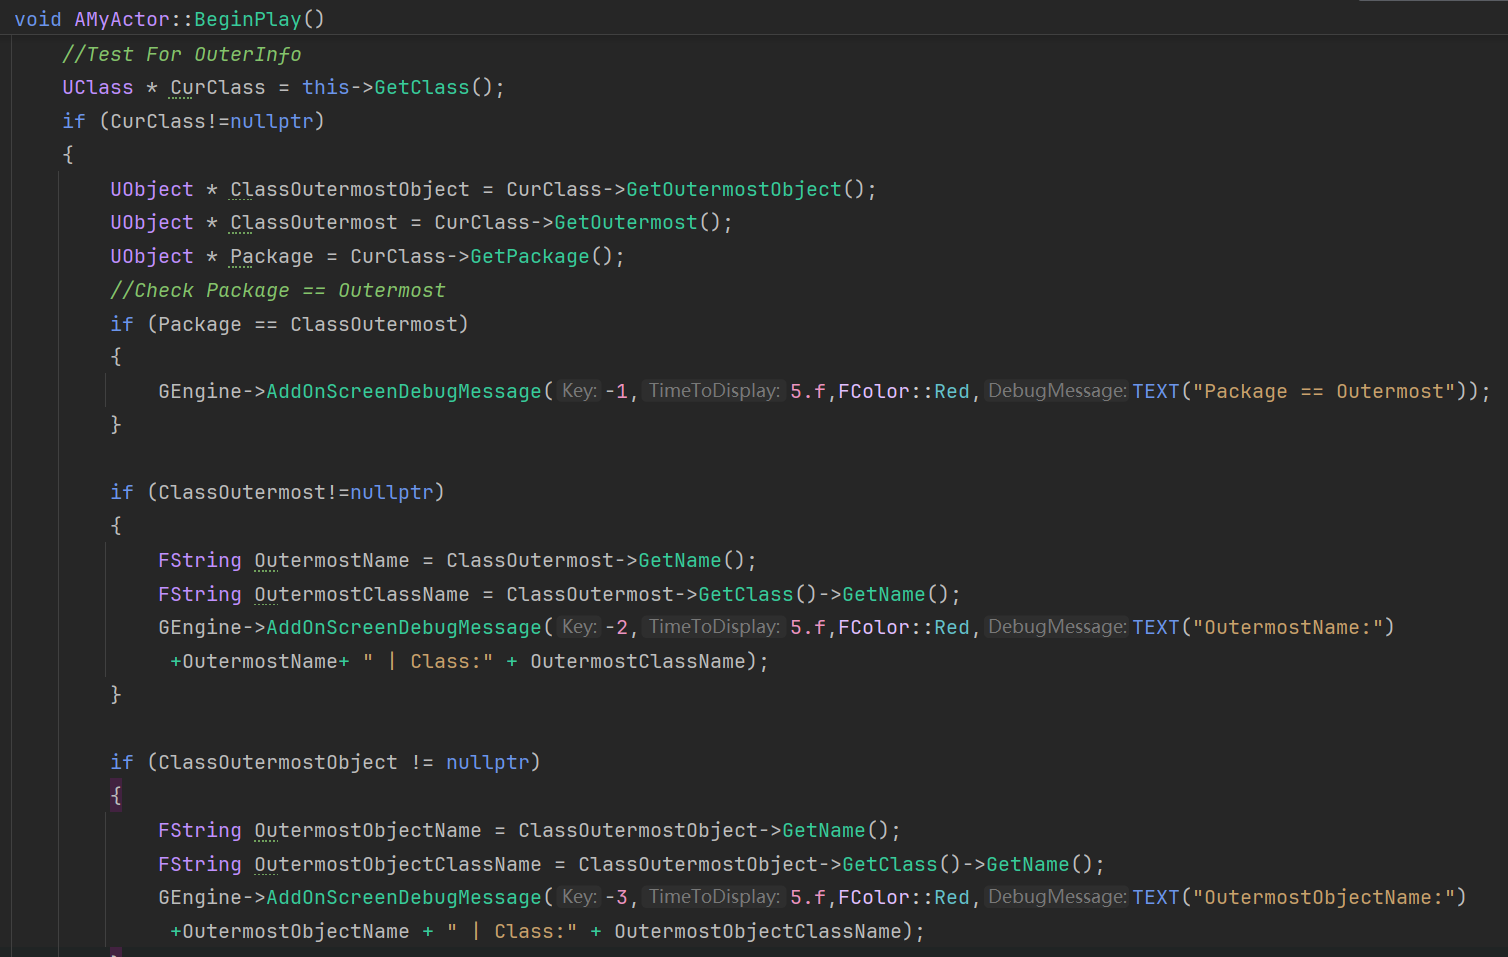 void AMyActor::BeginPlay()
//Test For OuterInfo
UClass * CurClass = this->GetClass();
if (CurClass!=nullptr)
{
UObject * ClassOutermostObject = CurClass->GetOutermostObject();
UObject * ClassOutermost = CurClass->GetOutermost();
UObject * Package = CurClass->GetPackage();
//Check Package == Outermost
if (Package == ClassOutermost)
{
GEngine->AddOnScreenDebugMessage( Key: -1, TimeToDisplay: 5.f,FColor::Red, DebugMessage: TEXT("Package == Outermost"));
}
if (ClassOutermost!=nullptr)
{
FString OutermostName = ClassOutermost->GetName();
FString OutermostClassName = ClassOutermost->GetClass()->GetName();
GEngine->AddOnScreenDebugMessage( Key: -2, TimeToDisplay: 5.f,FColor::Red, DebugMessage: TEXT("OutermostName:")
+OutermostName+ " | Class:" + OutermostClassName);
}
if (ClassOutermostObject != nullptr)
{
FString OutermostObjectName = ClassOutermostObject->GetName();
FString OutermostObjectClassName = ClassOutermostObject->GetClass()->GetName();
GEngine->AddOnScreenDebugMessage( Key: -3, TimeToDisplay: 5.f,FColor::Red, DebugMessage: TEXT("OutermostObjectName:")
+OutermostObjectName + " | Class:" + OutermostObjectClassName);